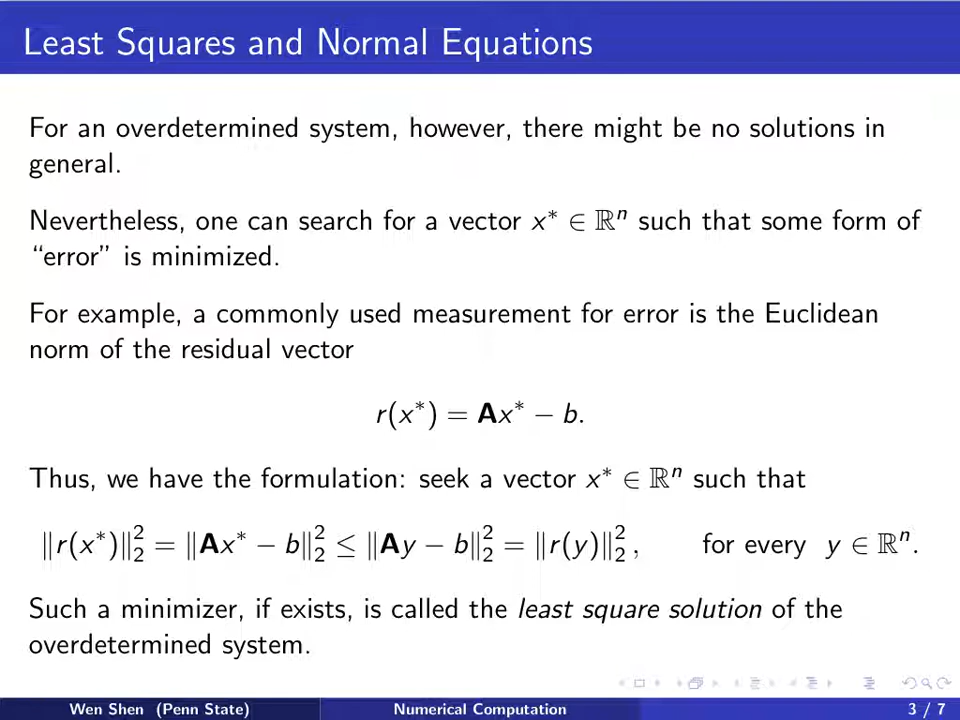 Least Squares and Normal Equations
For an overdetermined system, however, there might be no solutions in
general.
Nevertheless, one can search for a vector x* ∈ ℝⁿ such that some form of
“error” is minimized.
For example, a commonly used measurement for error is the Euclidean
norm of the residual vector
r(x*) = Ax* − b.
Thus, we have the formulation: seek a vector x* ∈ ℝⁿ such that
‖r(x*)‖₂² = ‖Ax* − b‖₂² ≤ ‖Ay − b‖₂² = ‖r(y)‖₂² , for every y ∈ ℝⁿ.
Such a minimizer, if exists, is called the least square solution of the
overdetermined system.
Wen Shen (Penn State) Numerical Computation 3 / 7